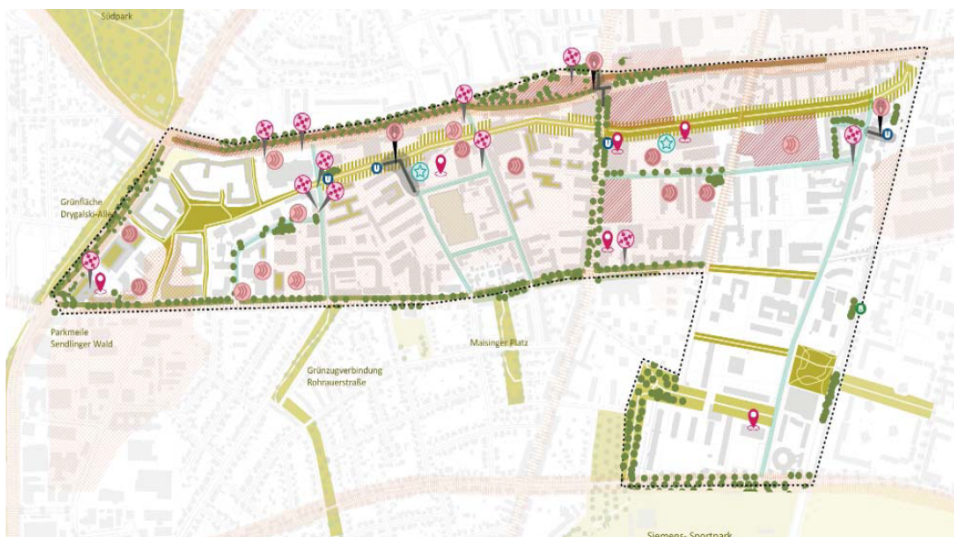 Südpark
Grünfläche
Drygalski-Allee
U
U
U
U
B
Parkmeile
Sendlinger Wald
Grünzugverbindung
Rohrauerstraße
Maisinger Platz
Siemens- Sportpark